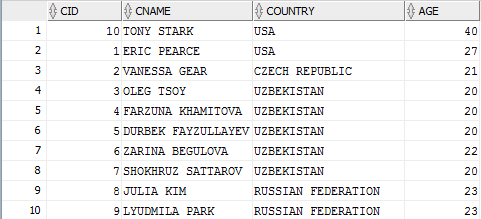 CID CNAME COUNTRY AGE
1 10 TONY STARK USA 40
2 1 ERIC PEARCE USA 27
3 2 VANESSA GEAR CZECH REPUBLIC 21
4 3 OLEG TSOY UZBEKISTAN 20
5 4 FARZUNA KHAMITOVA UZBEKISTAN 20
6 5 DURBEK FAYZULLAYEV UZBEKISTAN 20
7 6 ZARINA BEGULOVA UZBEKISTAN 22
8 7 SHOKHRUZ SATTAROV UZBEKISTAN 20
9 8 JULIA KIM RUSSIAN FEDERATION 23
10 9 LYUDMILA PARK RUSSIAN FEDERATION 23